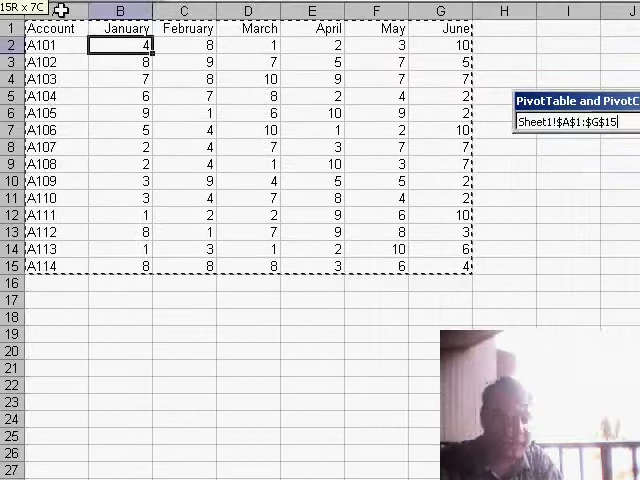 15R x 7C
A B C D E F G H I J
1 Account January February March April May June
2 A101 4 8 1 2 3 10
3 A102 8 9 7 5 7 5
4 A103 7 8 10 9 7 7
5 A104 6 7 8 2 4 2
6 A105 9 1 6 10 9 2
7 A106 5 4 10 1 2 10
8 A107 2 4 7 3 7 7
9 A108 2 4 1 10 3 7
10 A109 3 9 4 5 5 2
11 A110 3 4 7 8 4 2
12 A111 1 2 2 9 6 10
13 A112 8 1 7 9 8 3
14 A113 1 3 1 2 10 6
15 A114 8 8 8 3 6 4
16
17
18
19
20
21
22
23
24
25
26
27
PivotTable and PivotC
Sheet1!$A$1:$G$15